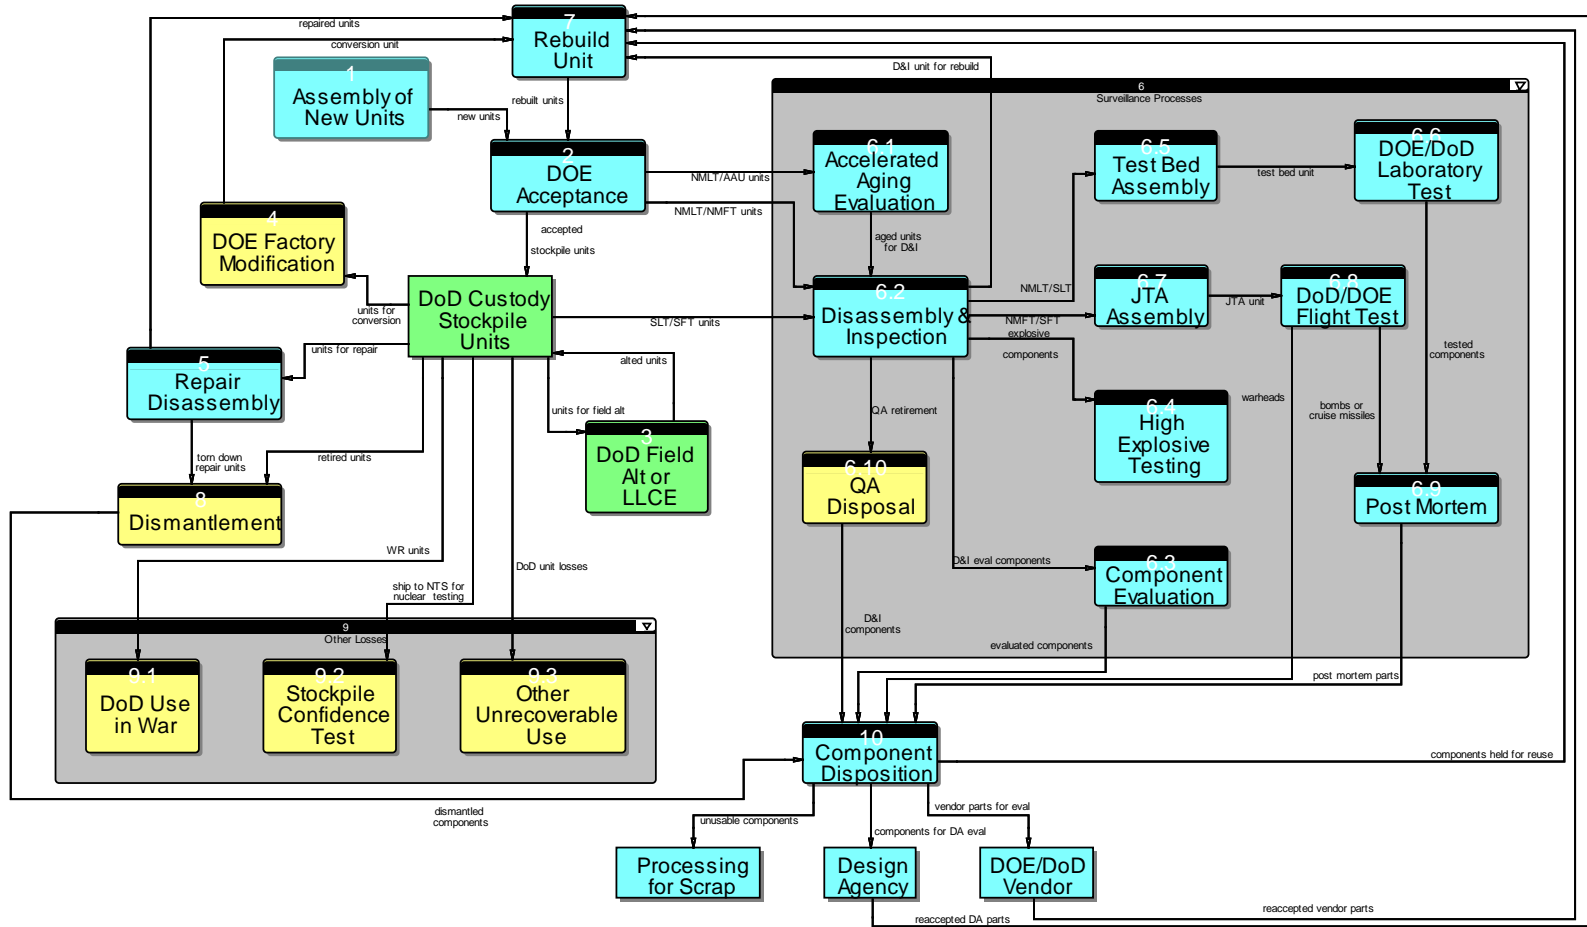 repaired units
7
Rebuild
Unit
conversion unit
D&I unit for rebuild
1
Assembly of
New Units
rebuilt units
new units
6
Surveillance Processes
2
DOE
Acceptance
NMLT/AAU units
NMLT/NMFT units
6.1
Accelerated
Aging
Evaluation
6.5
Test Bed
Assembly
test bed unit
6.6
DOE/DoD
Laboratory
Test
4
DOE Factory
Modification
accepted
stockpile units
aged units
for D&I
DoD Custody
Stockpile
Units
units for
conversion
SLT/SFT units
6.2
Disassembly &
Inspection
NMLT/SLT
NMFT/SFT
explosive
components
6.7
JTA
Assembly
JTA unit
6.8
DoD/DOE
Flight Test
tested
components
units for repair
alted units
5
Repair
Disassembly
units for field alt
QA retirement
6.4
High
Explosive
Testing
warheads
bombs or
cruise missiles
3
DoD Field
Alt or
LLCE
torn down
repair units
retired units
6.10
QA
Disposal
6.9
Post Mortem
8
Dismantlement
WR units
DoD unit losses
ship to NTS for
nuclear testing
D&I eval components
6.3
Component
Evaluation
9
Other Losses
D&I
components
evaluated components
9.1
DoD Use
in War
9.2
Stockpile
Confidence
Test
9.3
Other
Unrecoverable
Use
post mortem parts
10
Component
Disposition
components held for reuse
dismantled
components
unusable components
components for DA eval
vendor parts for eval
Processing
for Scrap
Design
Agency
DOE/DoD
Vendor
reaccepted DA parts
reaccepted vendor parts